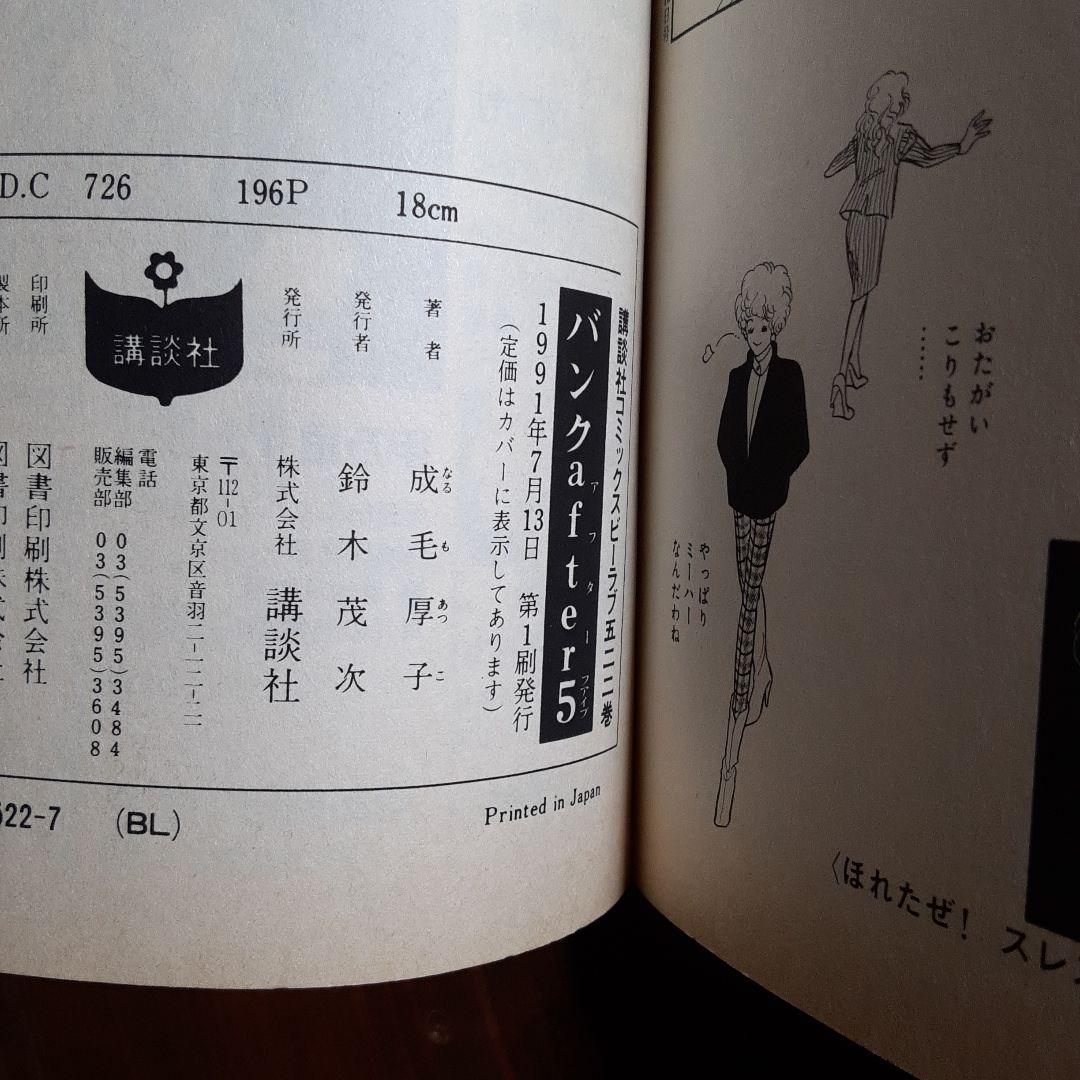 おたがい
こりもせず
……
やっぱり
ミーハー
なんだわね
〈ほれたぜ！ スレ
D.C 726 196P 18cm
講談社コミックスビーラブ五二二巻
バンクafter5
アフターファイブ
1991年7月13日 第1刷発行
（定価はカバーに表示してあります）
著者 成毛厚子
なるもあつこ
発行者 鈴木茂次
発行所 株式会社 講談社
〒112-01
東京都文京区音羽二-一二-二一
電話
編集部 03(5395)3484
販売部 03(5395)3608
講談社
印刷所 図書印刷株式会社
製本所
522-7 (BL)
Printed in Japan